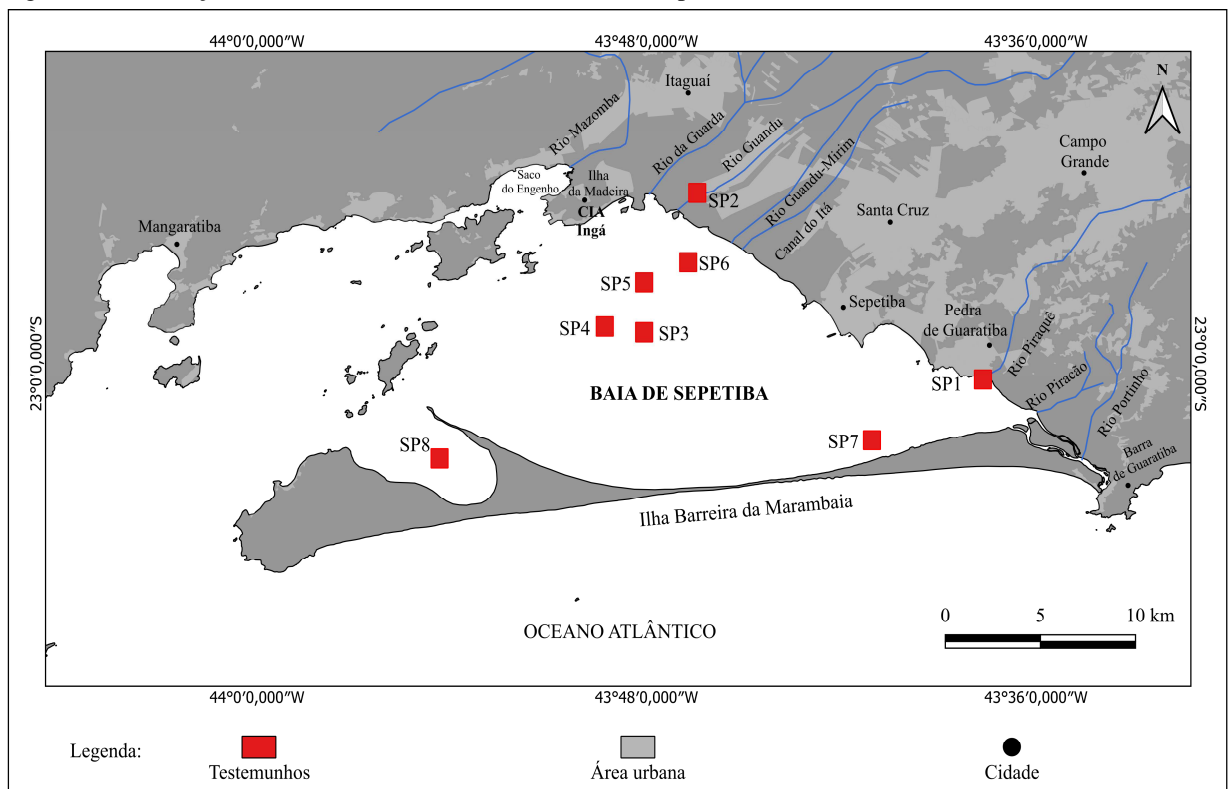 44°0′0,000″W
43°48′0,000″W
43°36′0,000″W
N
Itaguaí
Rio Mazomba
Rio da Guarda
Rio Guandu
Campo
Grande
Saco
do Engenho
Ilha
da Madeira
CIA
Ingá
SP2
Rio Guandu-Mirim
Canal do Itá
Santa Cruz
Mangaratiba
SP6
SP5
Sepetiba
Pedra
de Guaratiba
SP4
SP3
Rio Piraquê
23°0′0,000″S
23°0′0,000″S
SP1
Rio Piracão
Rio Portinho
BAIA DE SEPETIBA
SP8
SP7
Barra
de Guaratiba
Ilha Barreira da Marambaia
0 5 10 km
OCEANO ATLÂNTICO
44°0′0,000″W
43°48′0,000″W
43°36′0,000″W
Legenda:
Testemunhos
Área urbana
Cidade